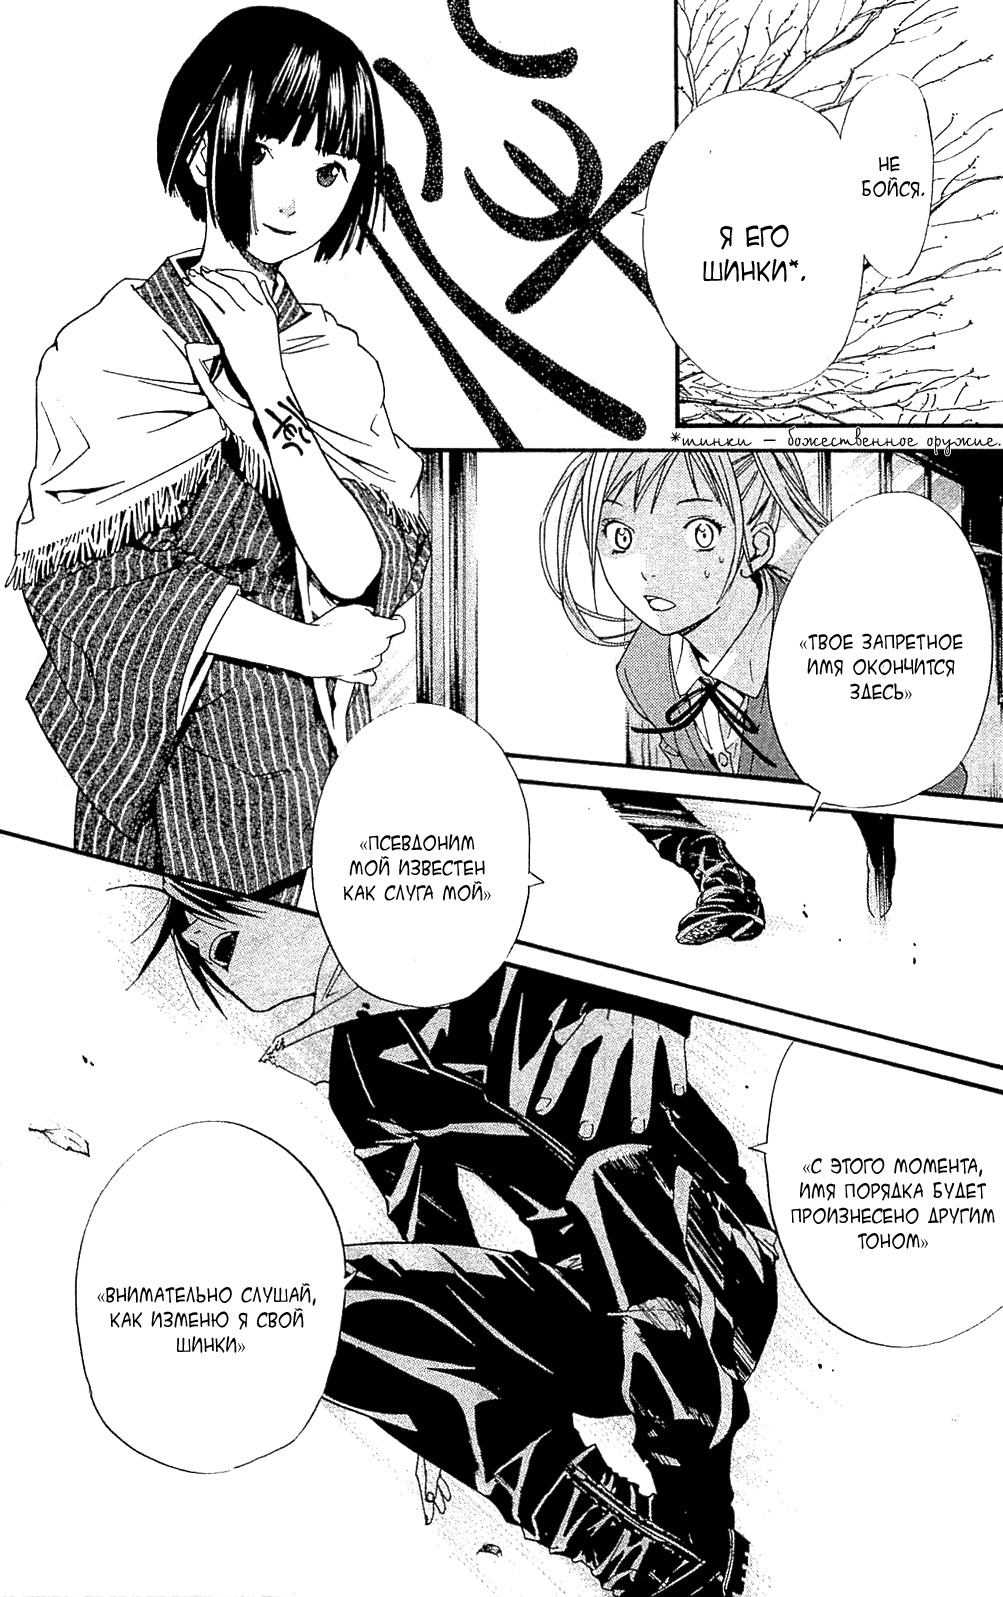 НЕ
БОЙСЯ.
Я ЕГО
ШИНКИ*.
*шинки — божественное оружие.
«ТВОЕ ЗАПРЕТНОЕ
ИМЯ ОКОНЧИТСЯ
ЗДЕСЬ»
«ПСЕВДОНИМ
МОЙ ИЗВЕСТЕН
КАК СЛУГА МОЙ»
«С ЭТОГО МОМЕНТА,
ИМЯ ПОРЯДКА БУДЕТ
ПРОИЗНЕСЕНО ДРУГИМ
ТОНОМ»
«ВНИМАТЕЛЬНО СЛУШАЙ,
КАК ИЗМЕНЮ Я СВОЙ
ШИНКИ»